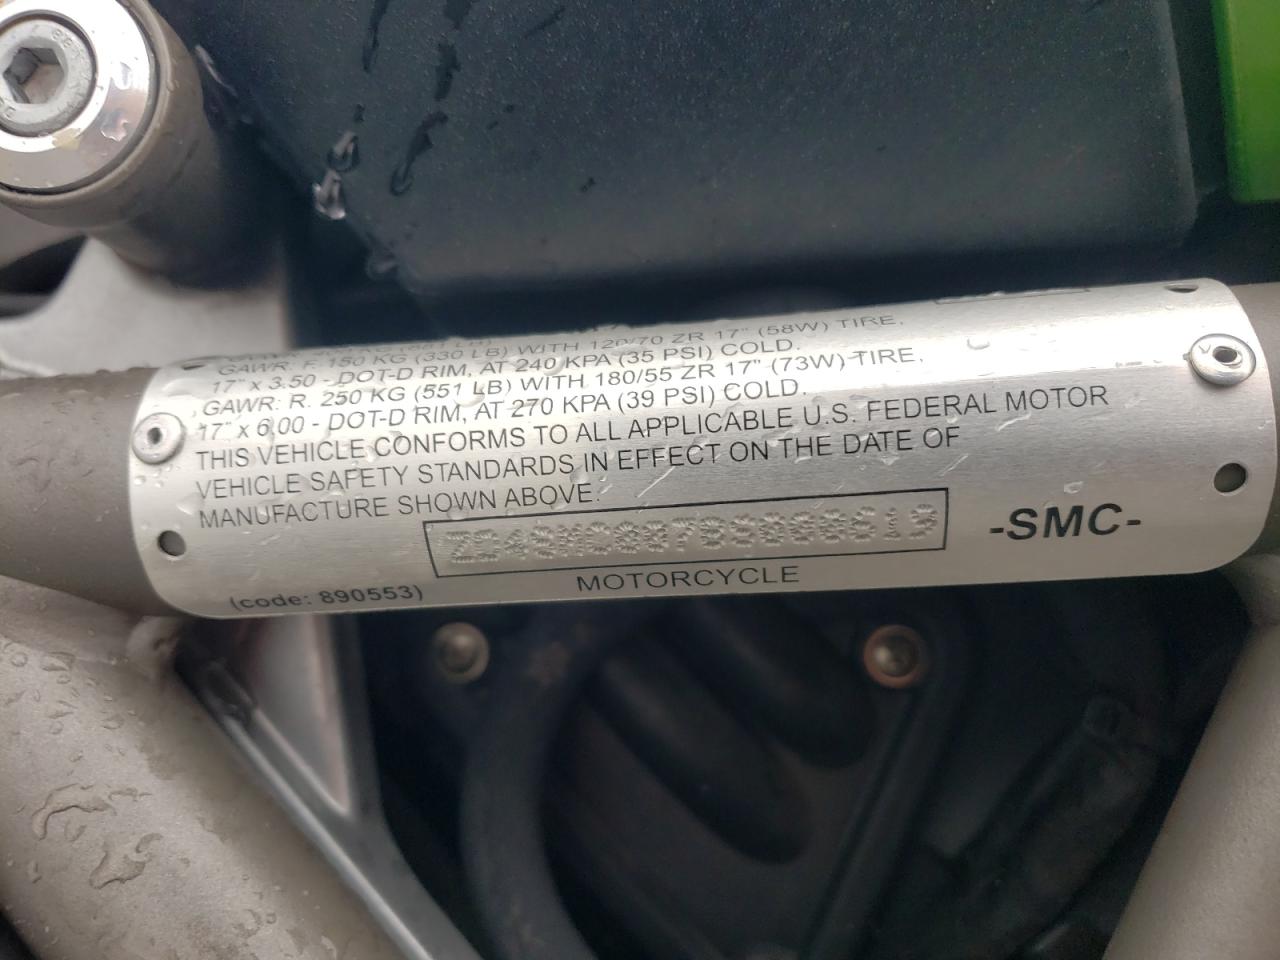 GAWR: F. 150 KG (330 LB) WITH 120/70 ZR 17" (58W) TIRE,
17" x 3.50 - DOT-D RIM, AT 240 KPA (35 PSI) COLD.
GAWR: R. 250 KG (551 LB) WITH 180/55 ZR 17" (73W) TIRE,
17" x 6.00 - DOT-D RIM, AT 270 KPA (39 PSI) COLD.
THIS VEHICLE CONFORMS TO ALL APPLICABLE U.S. FEDERAL MOTOR
VEHICLE SAFETY STANDARDS IN EFFECT ON THE DATE OF
MANUFACTURE SHOWN ABOVE.
-SMC-
MOTORCYCLE
(code: 890553)